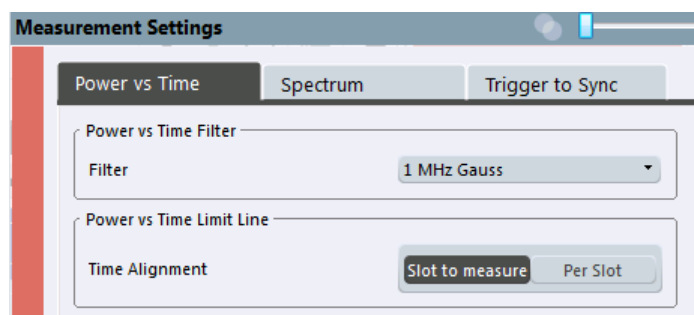 Measurement Settings
Power vs Time Spectrum Trigger to Sync
Power vs Time Filter
Filter 1 MHz Gauss
Power vs Time Limit Line
Time Alignment Slot to measure Per Slot